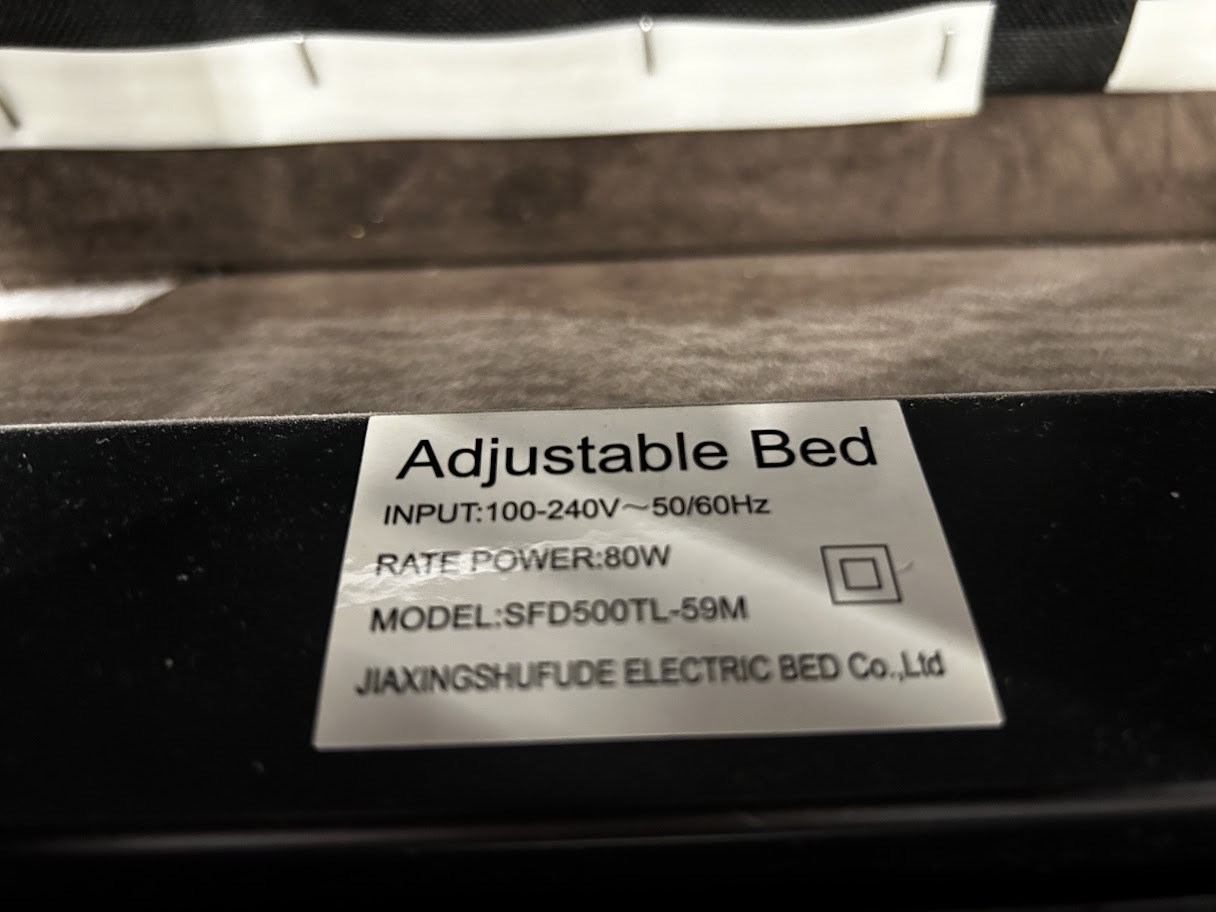 Adjustable Bed
INPUT:100-240V～50/60Hz
RATE POWER:80W
MODEL:SFD500TL-59M
JIAXINGSHUFUDE ELECTRIC BED Co.,Ltd